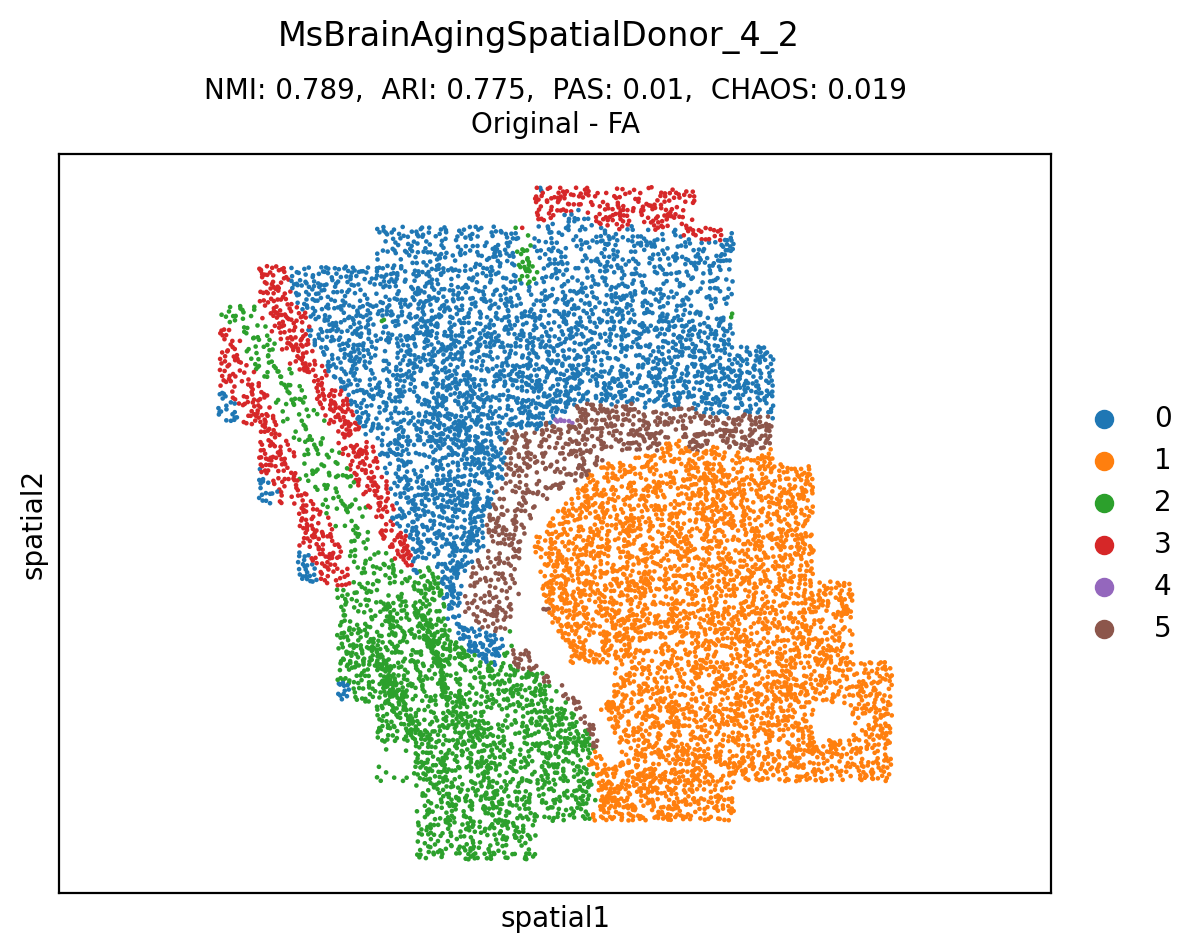 MsBrainAgingSpatialDonor_4_2
NMI: 0.789,  ARI: 0.775,  PAS: 0.01,  CHAOS: 0.019
Original - FA
spatial2
0
1
2
3
4
5
spatial1